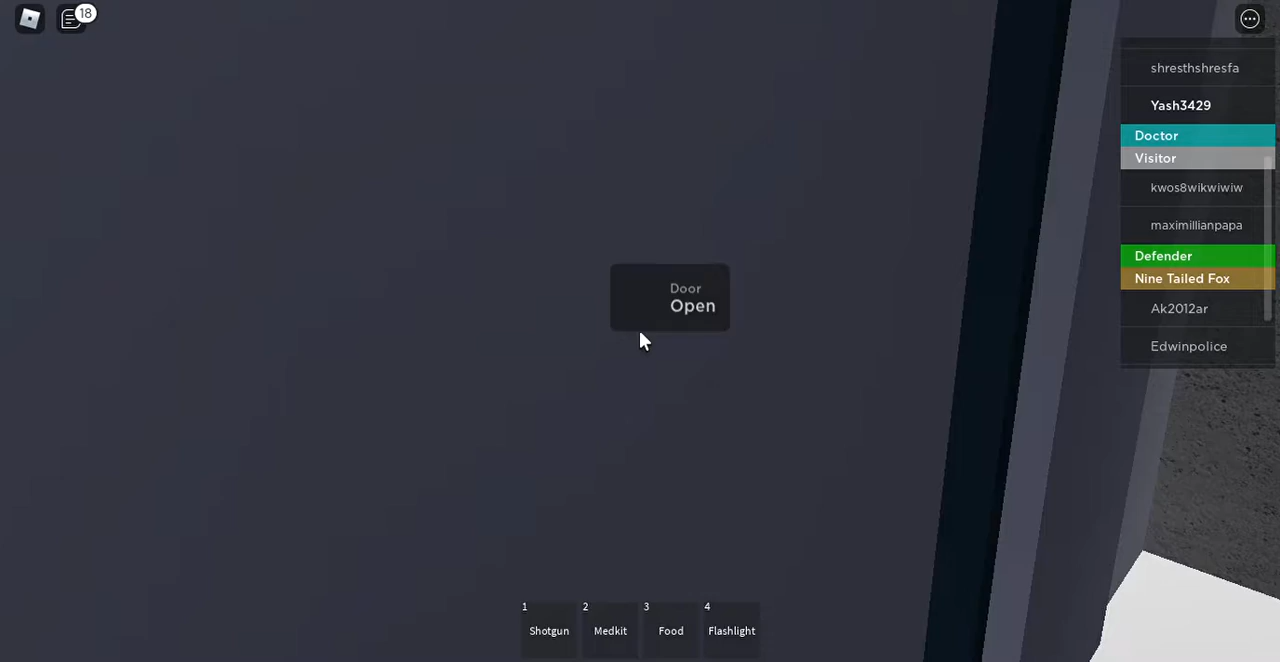 18
shresthshresfa
Yash3429
Doctor
Visitor
kwos8wikwiwiw
maximillianpapa
Defender
Nine Tailed Fox
Ak2012ar
Edwinpolice
Door
Open
1 2 3 4
Shotgun Medkit Food Flashlight